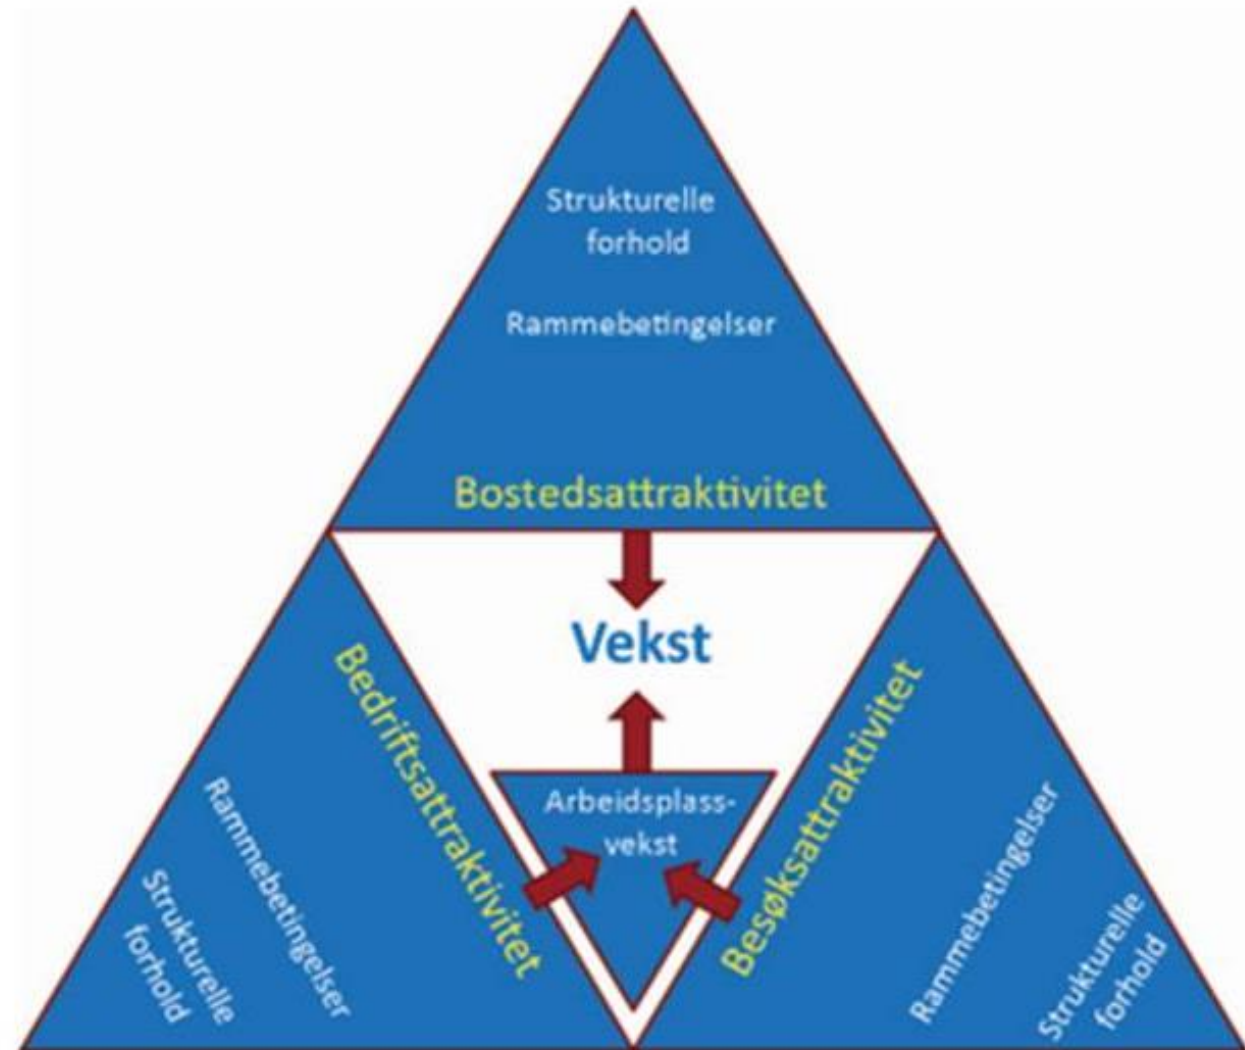 Strukturelle
forhold
Rammebetingelser
Bostedsattraktivitet
Vekst
Bedriftsattraktivitet
Rammebetingelser
Strukturelle
forhold
Arbeidsplass-
vekst
Besøksattraktivitet
Rammebetingelser
Strukturelle
forhold